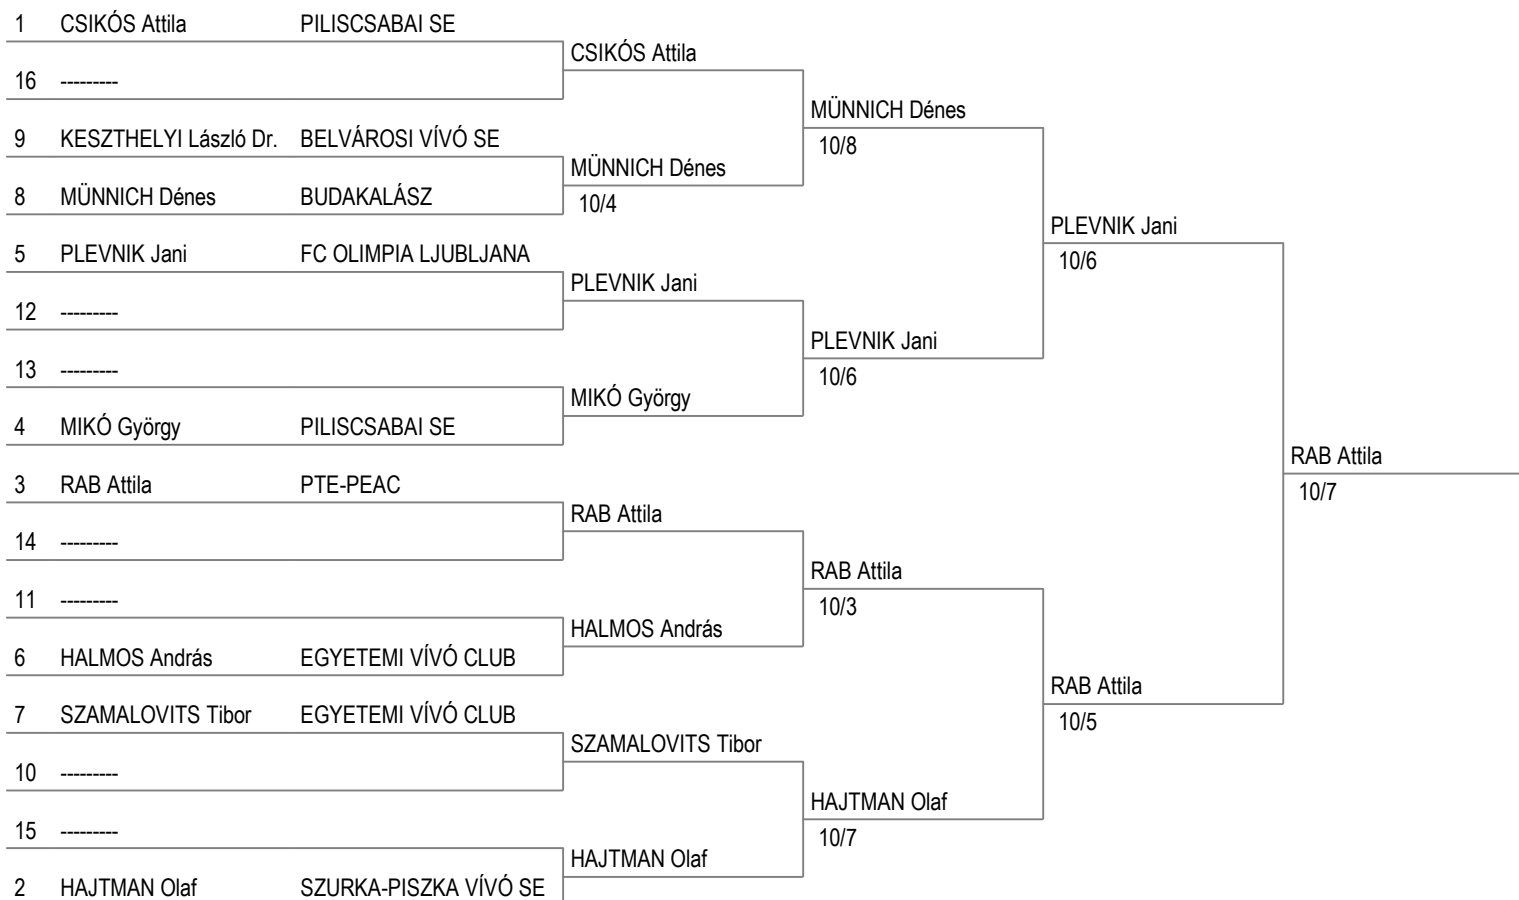 1 CSIKÓS Attila PILISCSABAI SE
CSIKÓS Attila
16 ---------
MÜNNICH Dénes
9 KESZTHELYI László Dr. BELVÁROSI VÍVÓ SE
10/8
MÜNNICH Dénes
8 MÜNNICH Dénes BUDAKALÁSZ
10/4
PLEVNIK Jani
5 PLEVNIK Jani FC OLIMPIA LJUBLJANA
10/6
PLEVNIK Jani
12 ---------
PLEVNIK Jani
13 ---------
10/6
MIKÓ György
4 MIKÓ György PILISCSABAI SE
RAB Attila
3 RAB Attila PTE-PEAC
10/7
RAB Attila
14 ---------
RAB Attila
11 ---------
10/3
HALMOS András
6 HALMOS András EGYETEMI VÍVÓ CLUB
RAB Attila
7 SZAMALOVITS Tibor EGYETEMI VÍVÓ CLUB
10/5
SZAMALOVITS Tibor
10 ---------
HAJTMAN Olaf
15 ---------
10/7
HAJTMAN Olaf
2 HAJTMAN Olaf SZURKA-PISZKA VÍVÓ SE